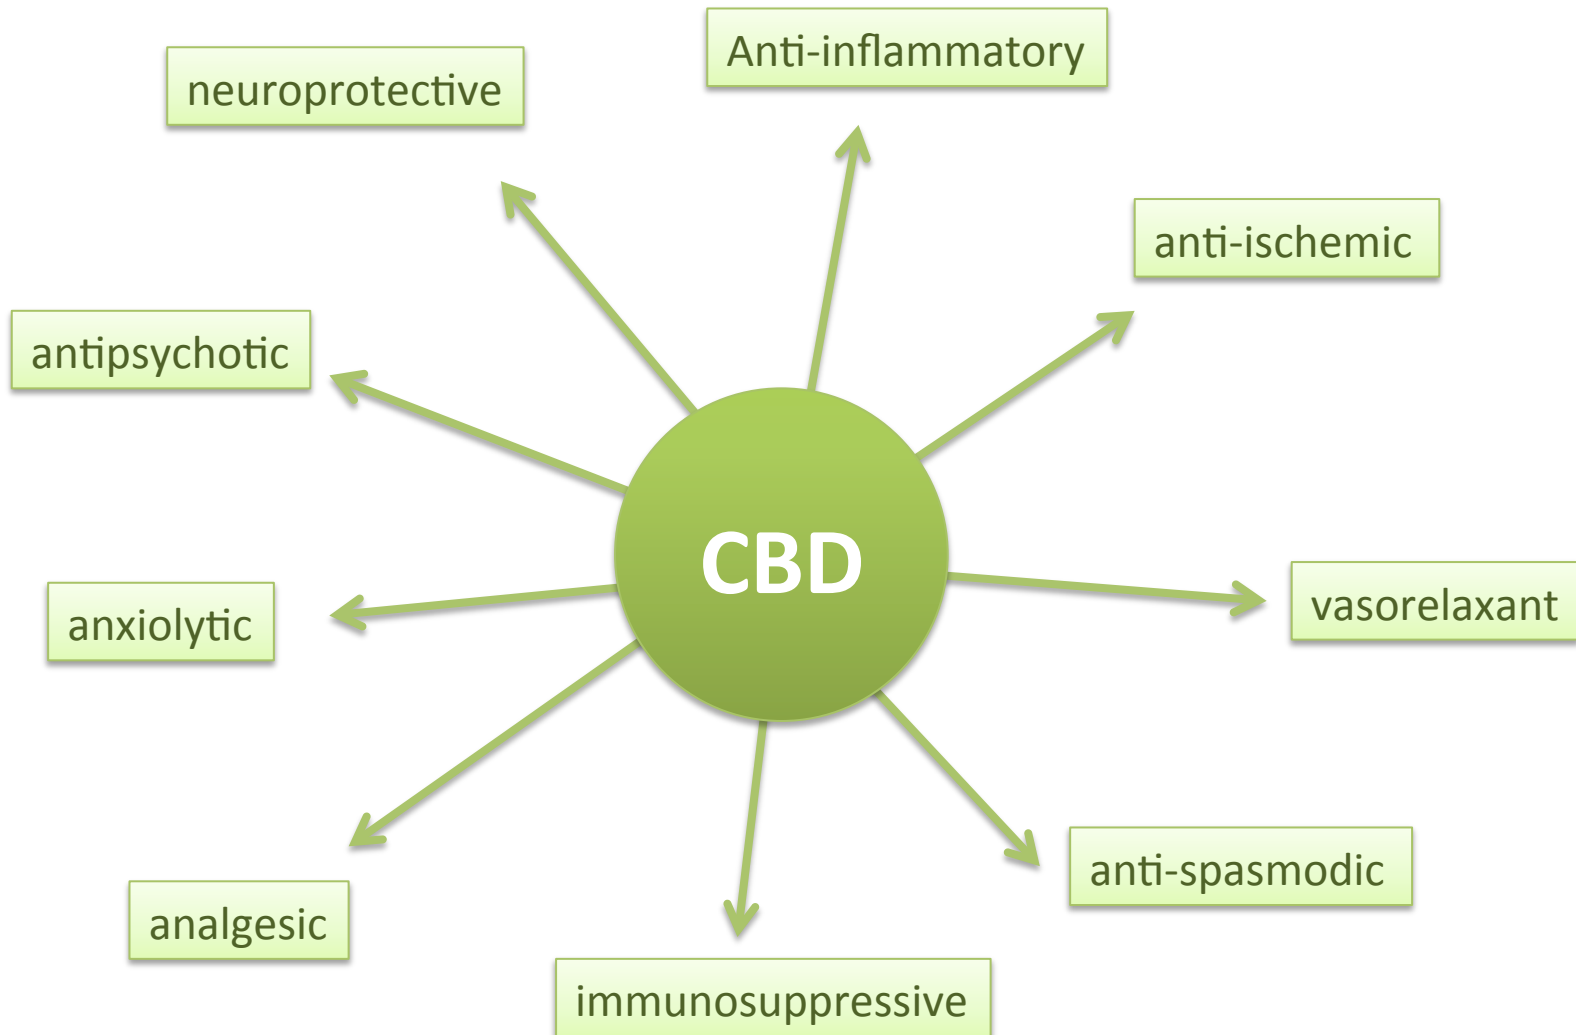 Anti-inflammatory
neuroprotective
anti-ischemic
antipsychotic
CBD
vasorelaxant
anxiolytic
anti-spasmodic
analgesic
immunosuppressive